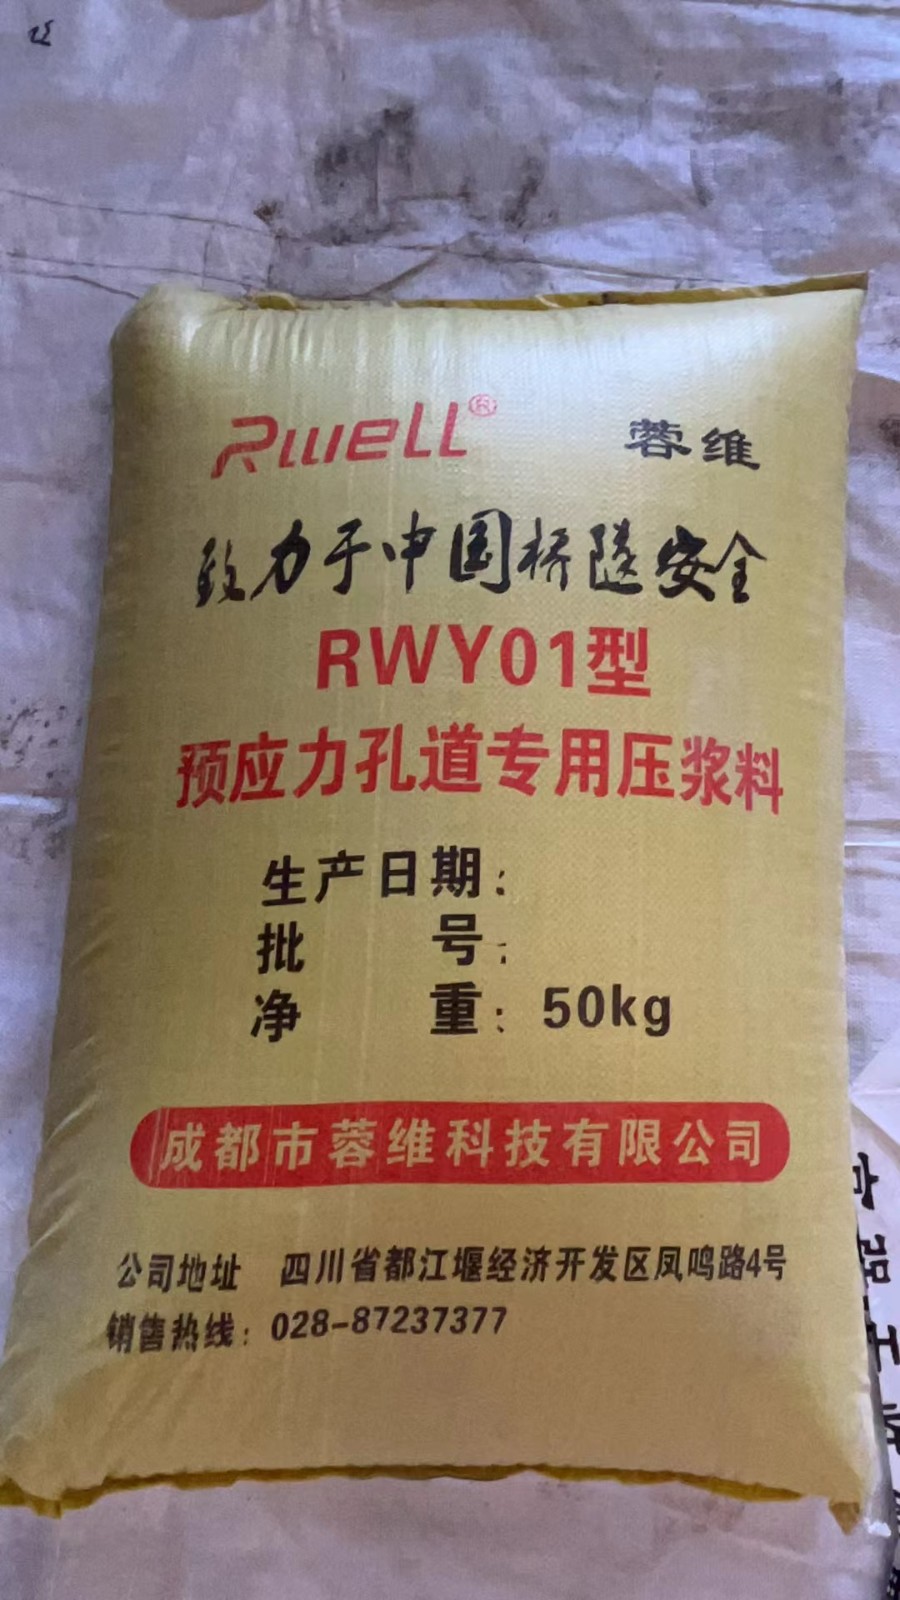 Rwell® 蓉维
致力于中国桥隧安全
RWY01型
预应力孔道专用压浆料
生产日期：
批 号：
净 重：50kg
成都市蓉维科技有限公司
公司地址 四川省都江堰经济开发区凤鸣路4号
销售热线：028-87237377